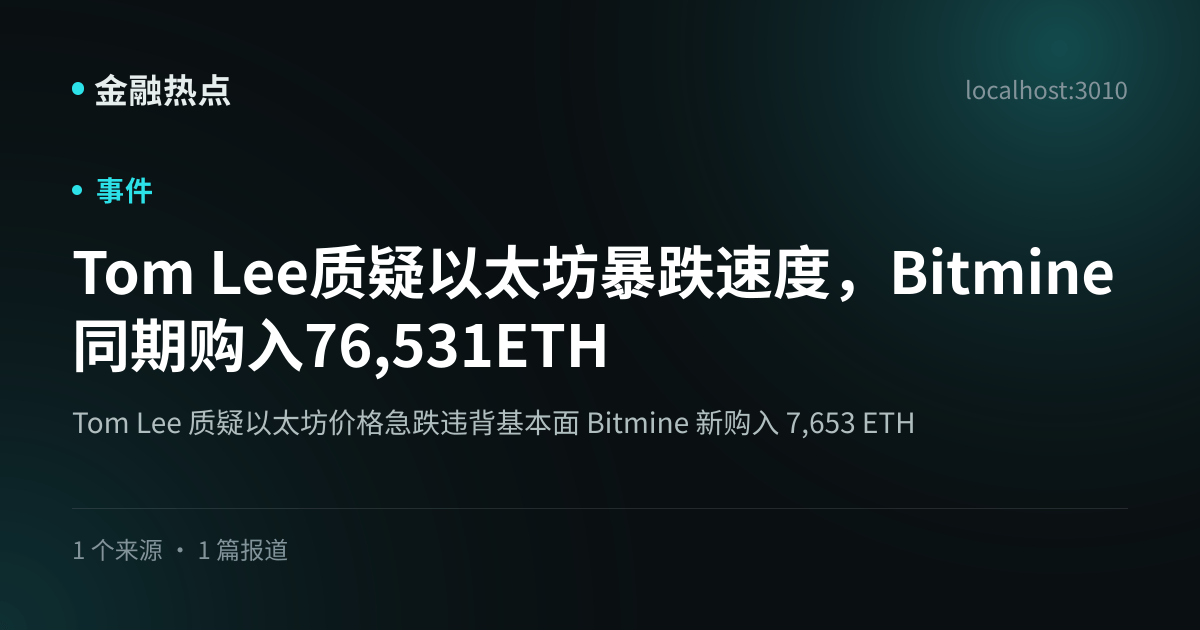 金融热点
localhost:3010
事件
Tom Lee质疑以太坊暴跌速度，Bitmine
同期购入76,531ETH
Tom Lee 质疑以太坊价格急跌违背基本面 Bitmine 新购入 7,653 ETH
1 个来源 · 1 篇报道